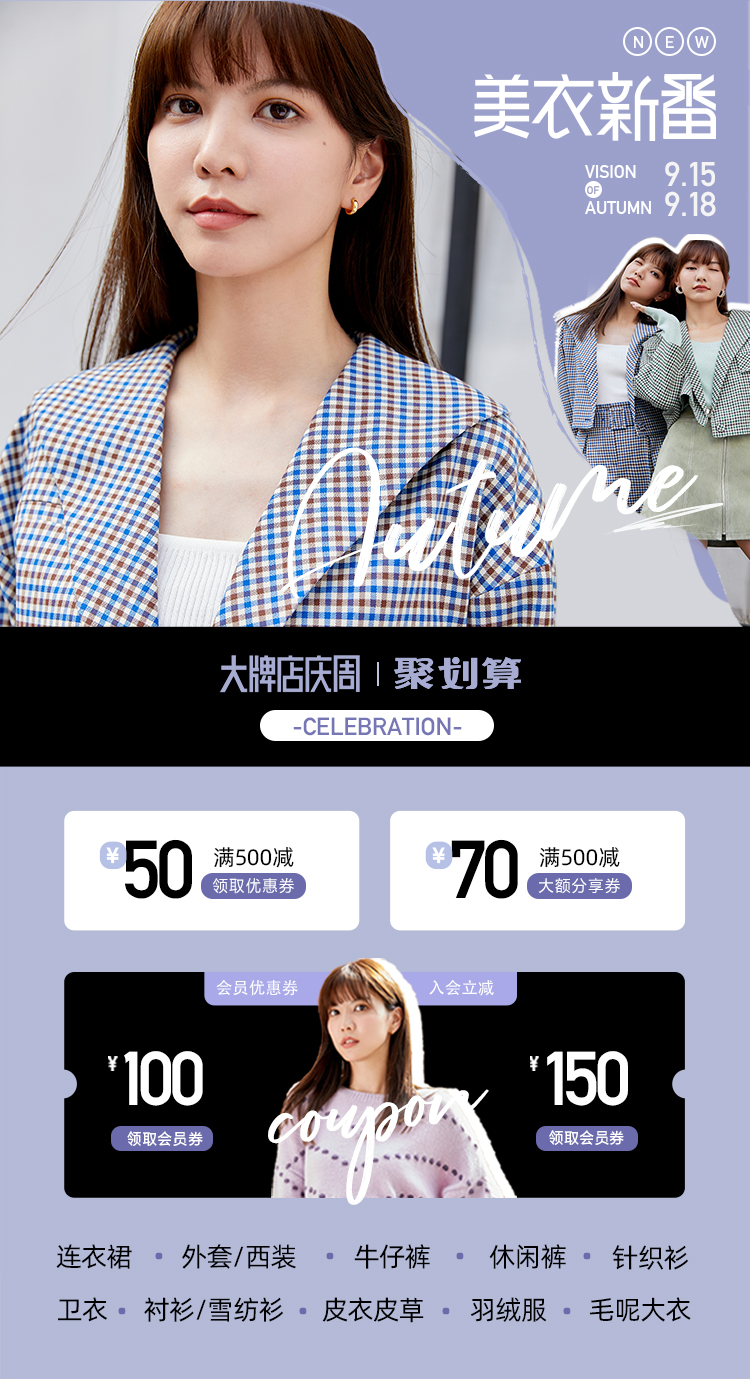 NEW
美衣新番
VISION 9.15
OF
AUTUMN 9.18
Autume
大牌店庆周 | 聚划算
-CELEBRATION-
¥50 满500减
领取优惠券
¥70 满500减
大额分享券
会员优惠券 入会立减
¥100
领取会员券
¥150
领取会员券
coupon
连衣裙 • 外套/西装 • 牛仔裤 • 休闲裤 • 针织衫
卫衣 • 衬衫/雪纺衫 • 皮衣皮草 • 羽绒服 • 毛呢大衣